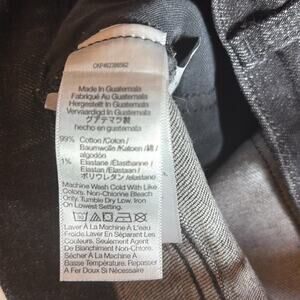 CKP462386562
Made In Guatemala
Fabriqué Au Guatemala
Hergestellt In Guatemala
グアテマラ製
hecho en guatemala
99% Cotton /Coton /
Baumwolle /Katoen /綿 /
algodón
1% Elastane /Élasthanne /
Elastan /Elastaan /
ポリウレタン /elastano
Machine Wash Cold With Like
Colors. Non-Chlorine Bleach
Only. Tumble Dry Low. Iron
On Lowest Setting.
Laver À La Machine À L'eau
Froide. Laver En Séparant Les
Couleurs. Seulement Agent
De Blanchiment Non-Chloré.
Sécher À La Machine À
Basse Température. Repasser
À Fer Doux Si Nécessaire